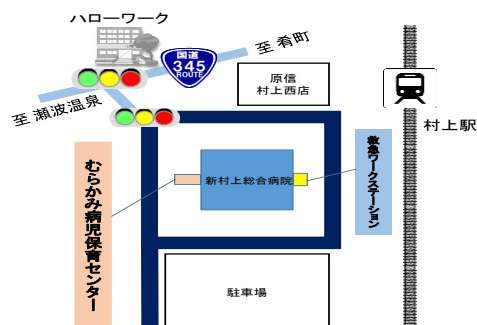 ハローワーク
国道
345
ROUTE
至 肴町
至 瀬波温泉
原信
村上西店
村上駅
救急ワークステーション
新村上総合病院
むらかみ病児保育センター
駐車場